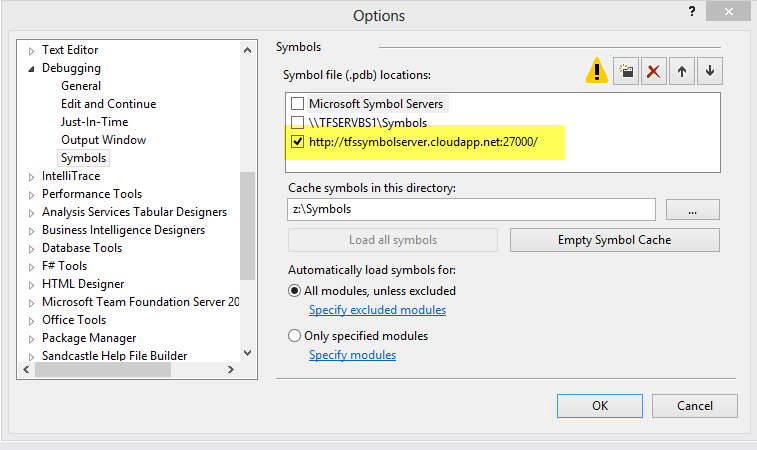 Options
? ×
Text Editor
Debugging
General
Edit and Continue
Just-In-Time
Output Window
Symbols
IntelliTrace
Performance Tools
Analysis Services Tabular Designers
Business Intelligence Designers
Database Tools
F# Tools
HTML Designer
Microsoft Team Foundation Server 20
Office Tools
Package Manager
Sandcastle Help File Builder
Symbols
Symbol file (.pdb) locations:
Microsoft Symbol Servers
\\TFSERVBS1\Symbols
http://tfssymbolserver.cloudapp.net:27000/
Cache symbols in this directory:
z:\Symbols
...
Load all symbols
Empty Symbol Cache
Automatically load symbols for:
All modules, unless excluded
Specify excluded modules
Only specified modules
Specify modules
OK
Cancel